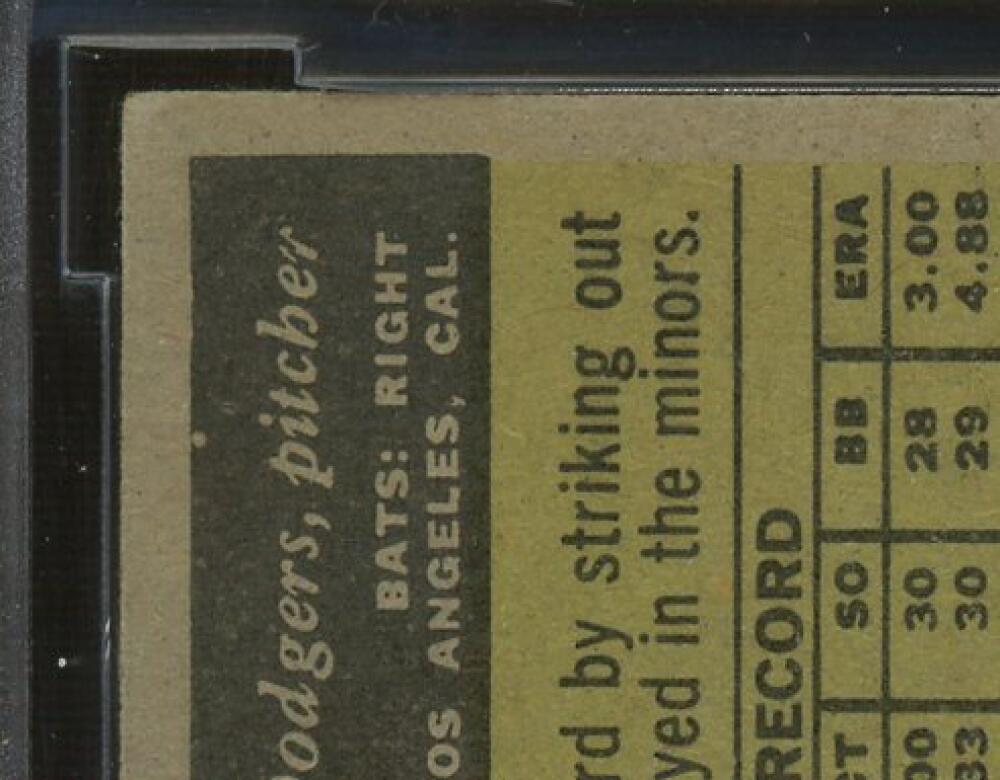 odgers, pitcher
BATS: RIGHT
OS ANGELES, CAL.
rd by striking out
yed in the minors.
RECORD
CT SO BB ERA
00 30 28 3.00
33 30 29 4.88